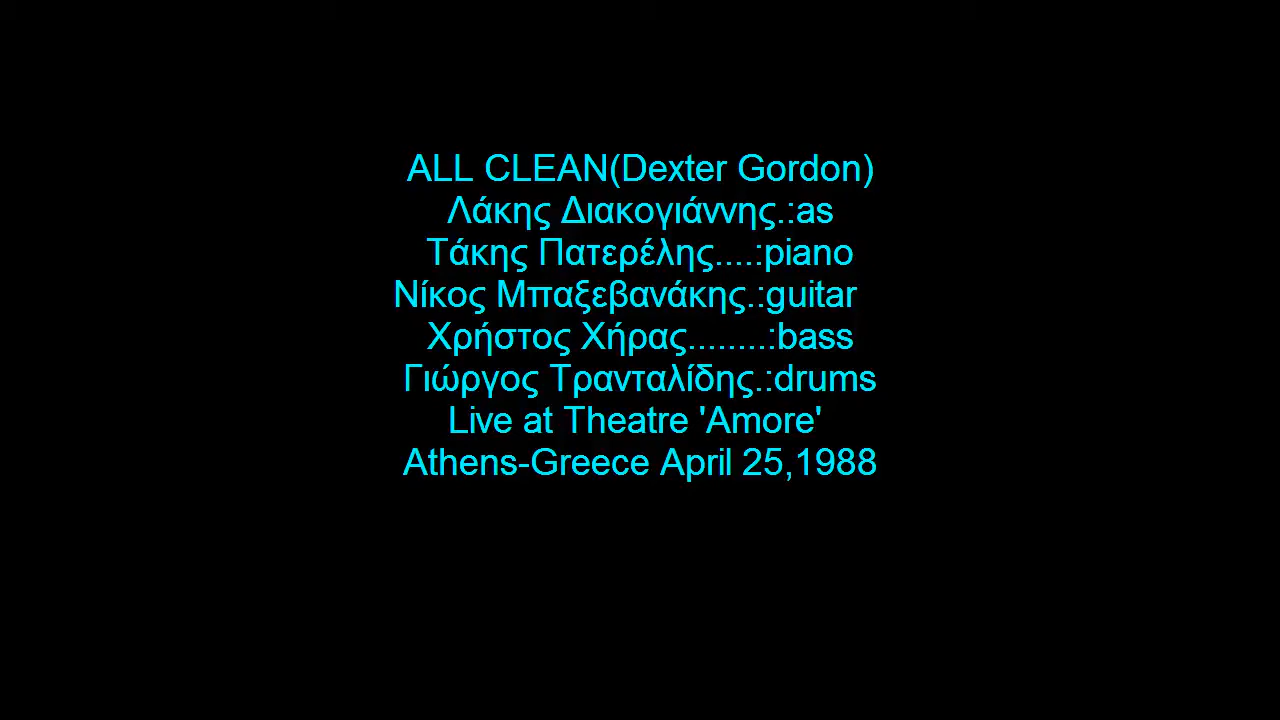 ALL CLEAN(Dexter Gordon)
Λάκης Διακογιάννης.:as
Τάκης Πατερέλης....:piano
Νίκος Μπαξεβανάκης.:guitar
Χρήστος Χήρας........:bass
Γιώργος Τρανταλίδης.:drums
Live at Theatre 'Amore'
Athens-Greece April 25,1988